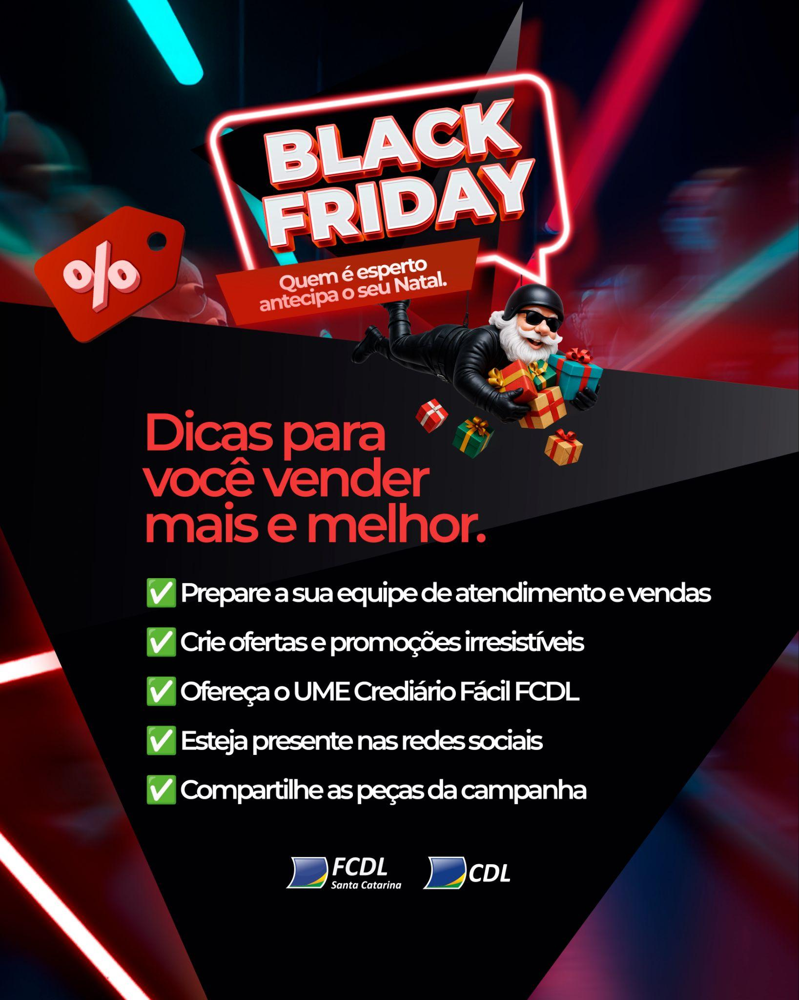 BLACK
FRIDAY
%
Quem é esperto
antecipa o seu Natal.
Dicas para
você vender
mais e melhor.
✅ Prepare a sua equipe de atendimento e vendas
✅ Crie ofertas e promoções irresistíveis
✅ Ofereça o UME Crediário Fácil FCDL
✅ Esteja presente nas redes sociais
✅ Compartilhe as peças da campanha
FCDL
Santa Catarina
CDL